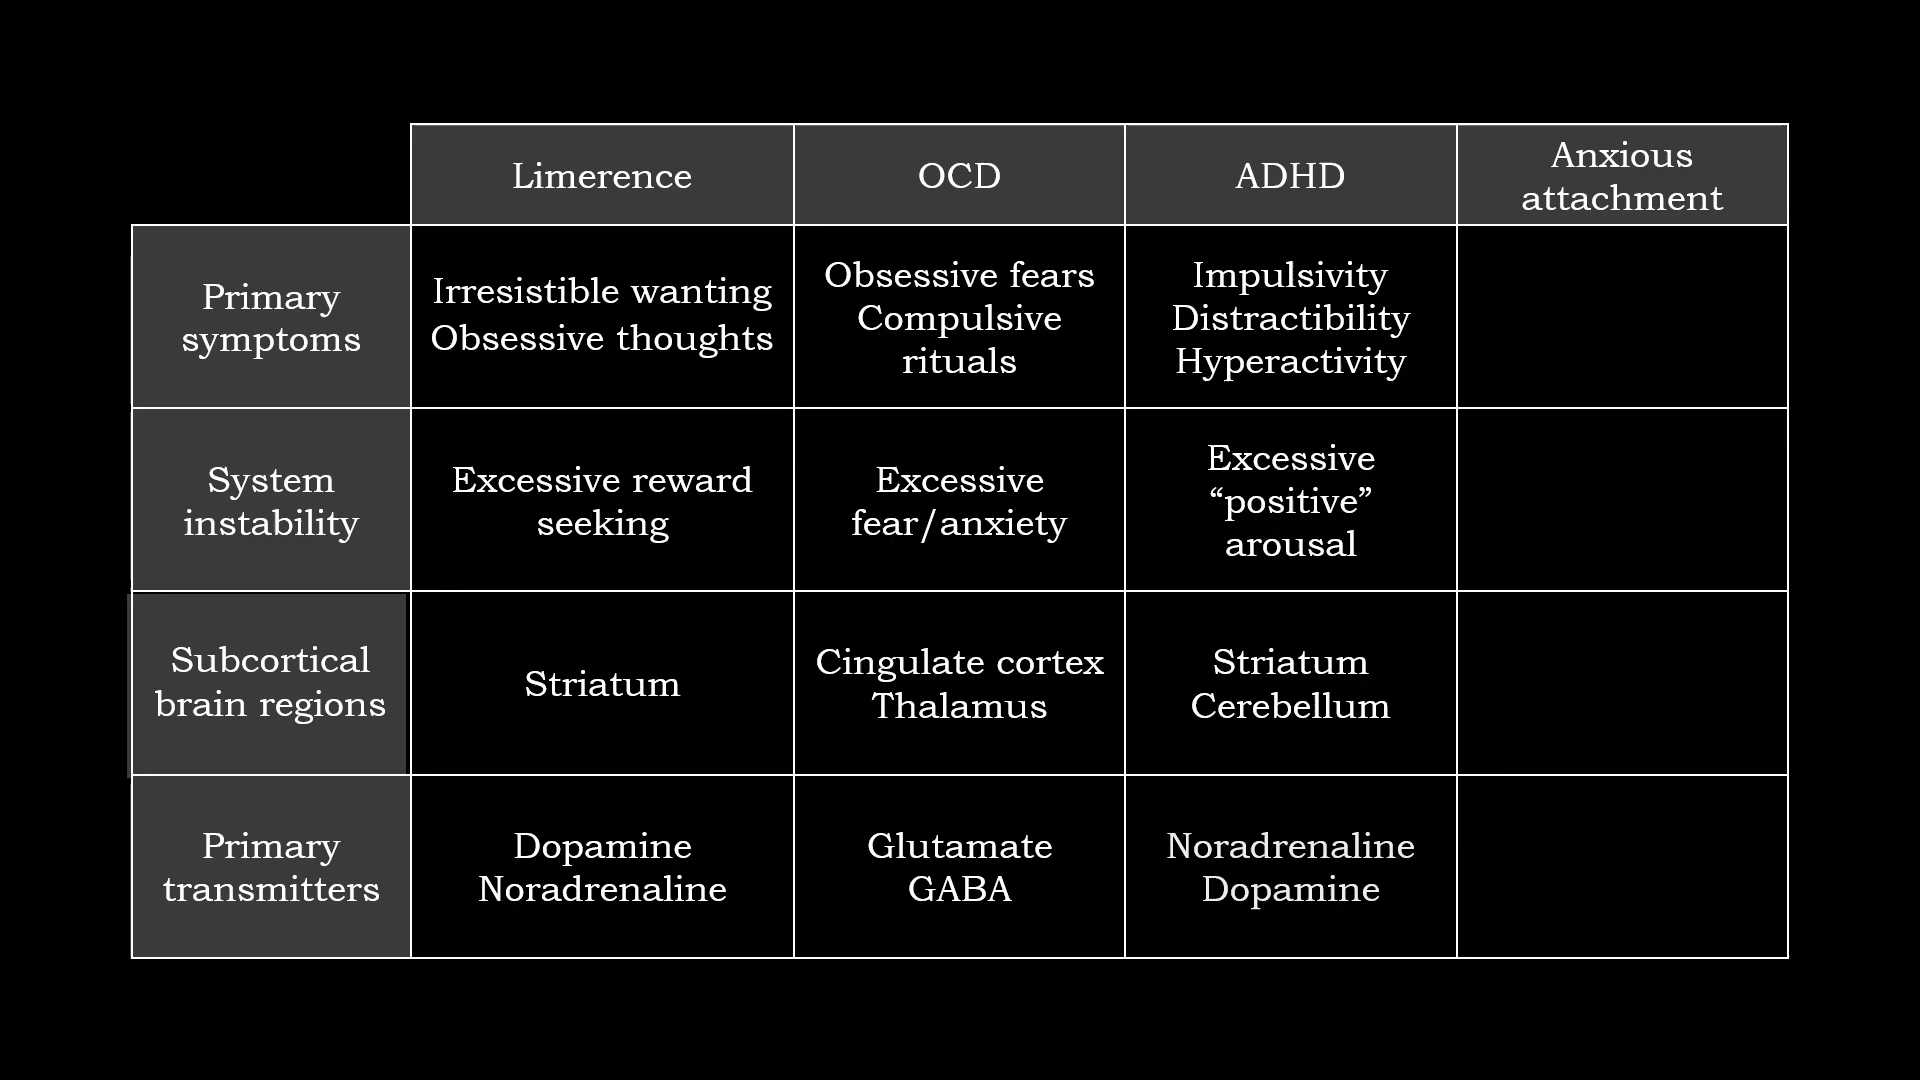 Limerence
OCD
ADHD
Anxious
attachment
Primary
symptoms
Irresistible wanting
Obsessive thoughts
Obsessive fears
Compulsive
rituals
Impulsivity
Distractibility
Hyperactivity
System
instability
Excessive reward
seeking
Excessive
fear/anxiety
Excessive
“positive”
arousal
Subcortical
brain regions
Striatum
Cingulate cortex
Thalamus
Striatum
Cerebellum
Primary
transmitters
Dopamine
Noradrenaline
Glutamate
GABA
Noradrenaline
Dopamine